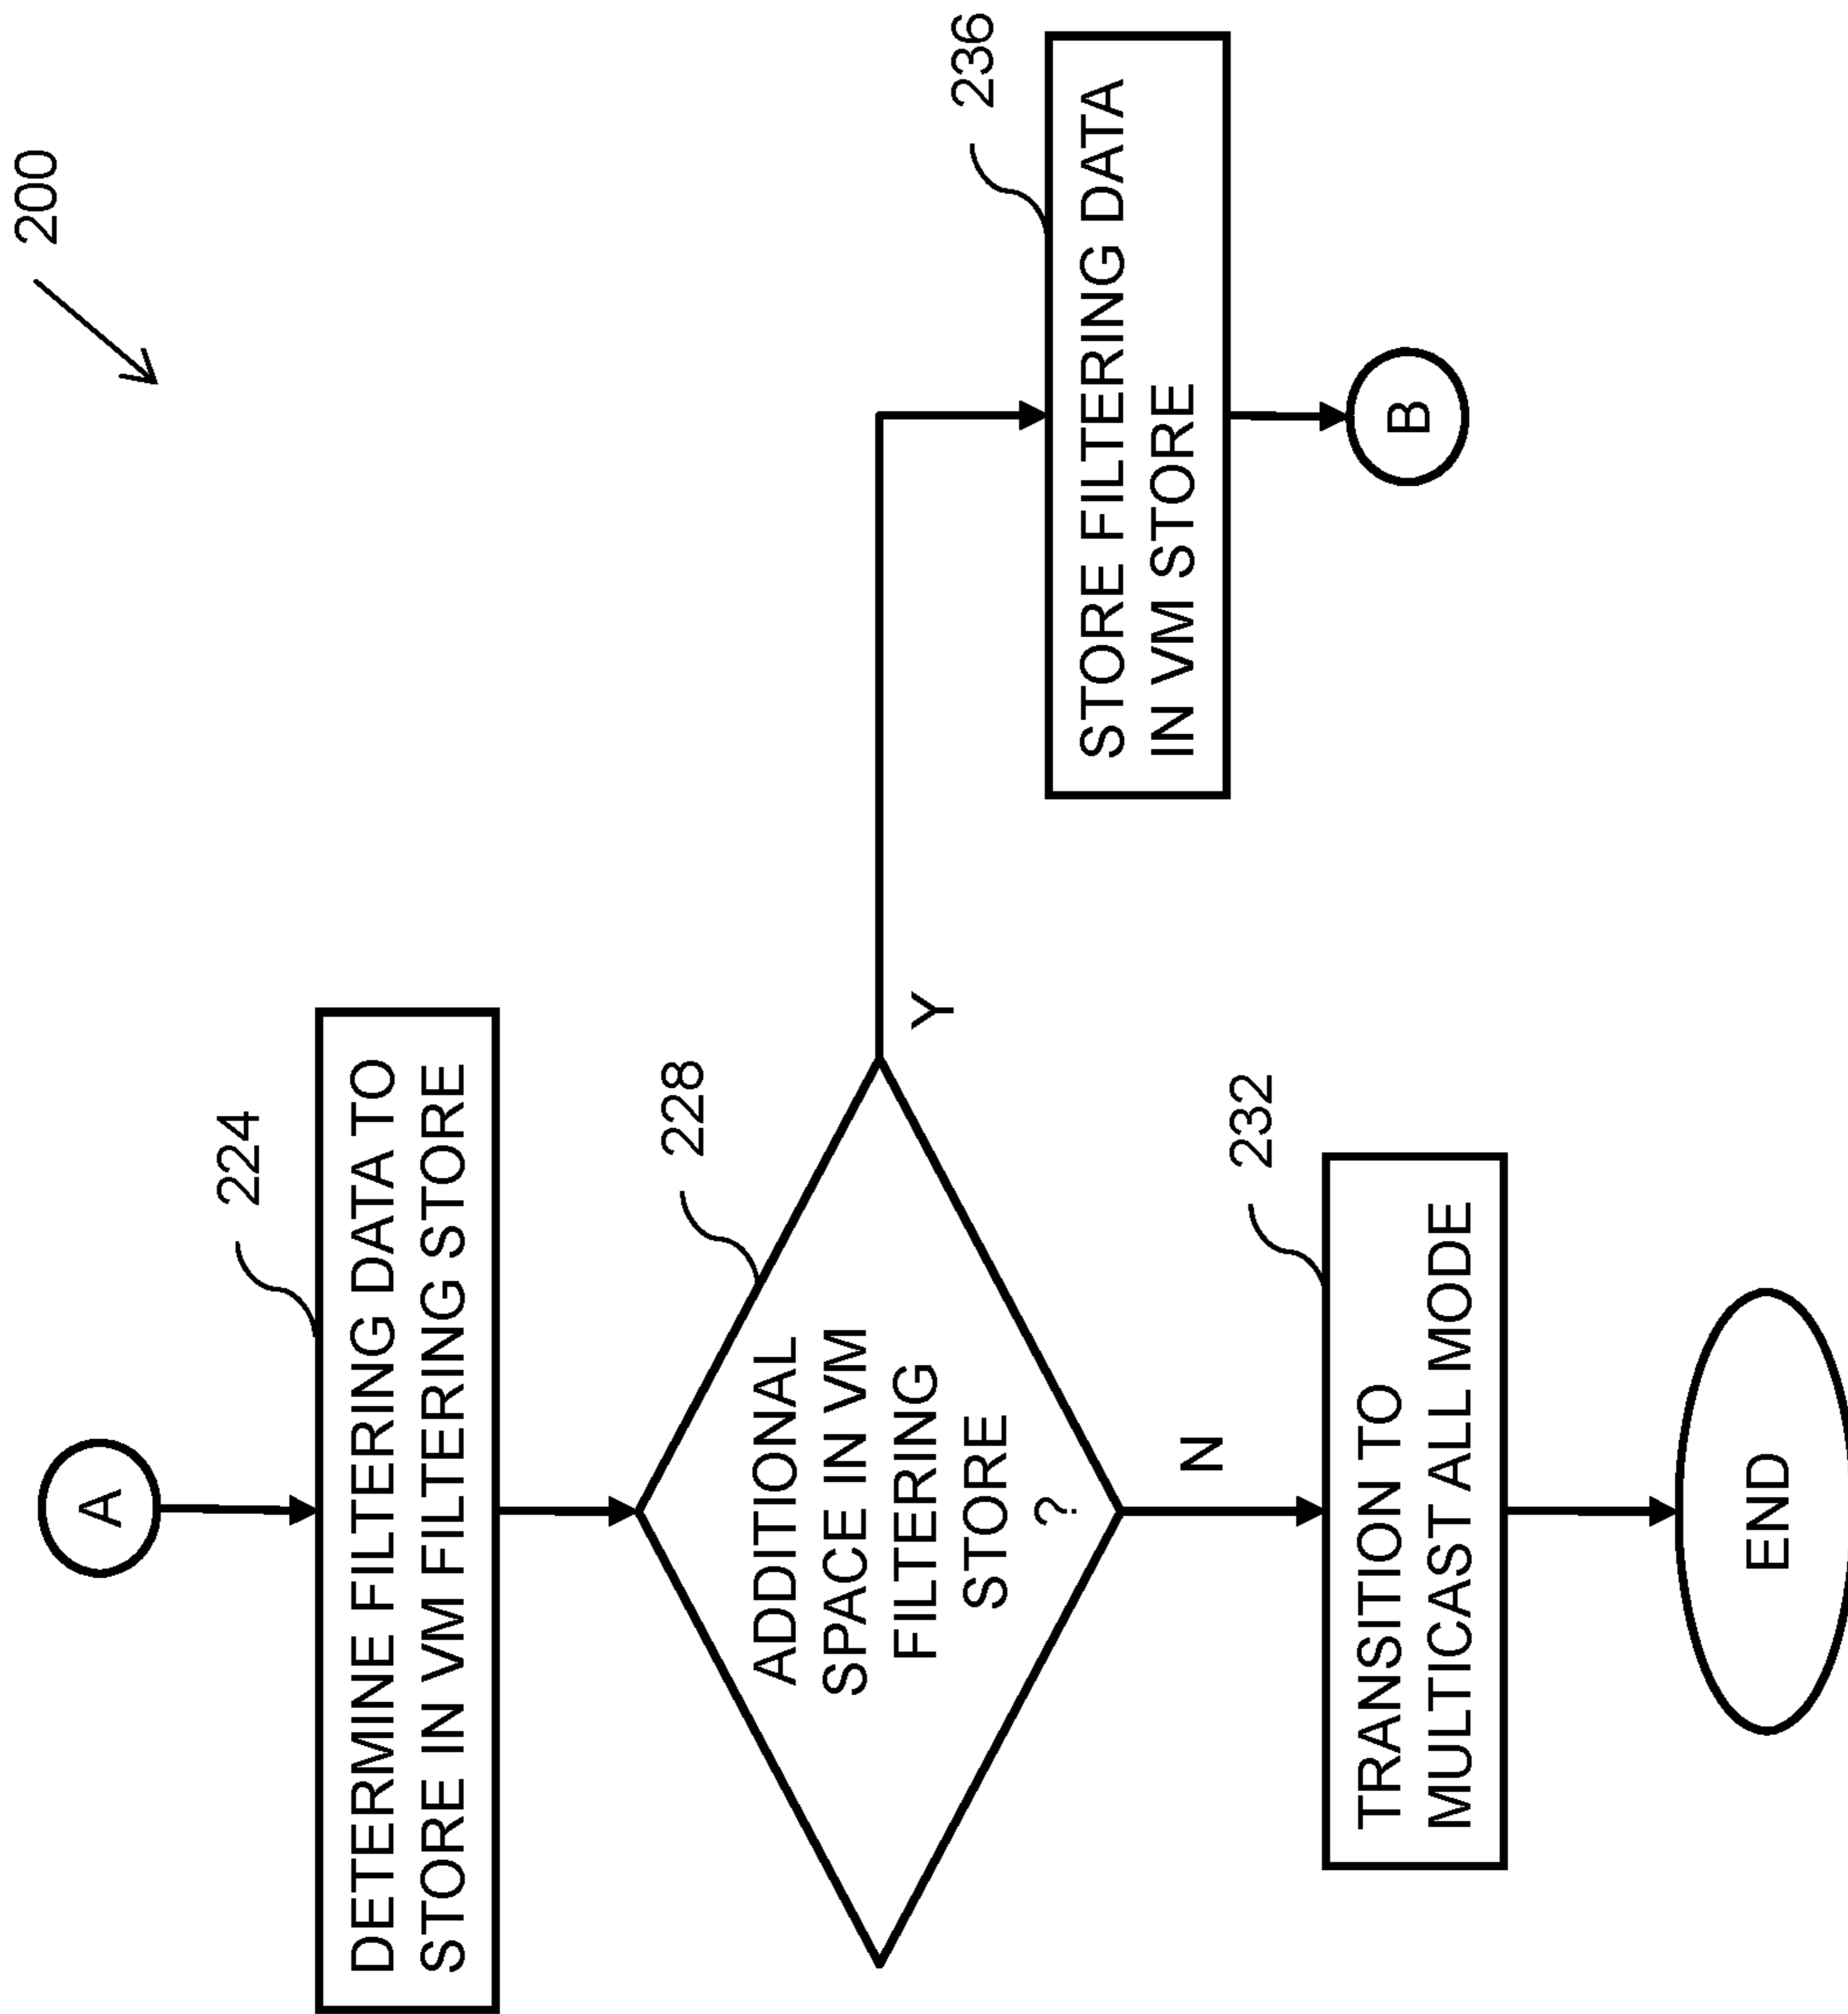 200
A
224
DETERMINE FILTERING DATA TO
STORE IN VM FILTERING STORE
228
ADDITIONAL
SPACE IN VM
FILTERING
STORE
?
Y
N
236
STORE FILTERING DATA
IN VM STORE
B
232
TRANSITION TO
MULTICAST ALL MODE
END